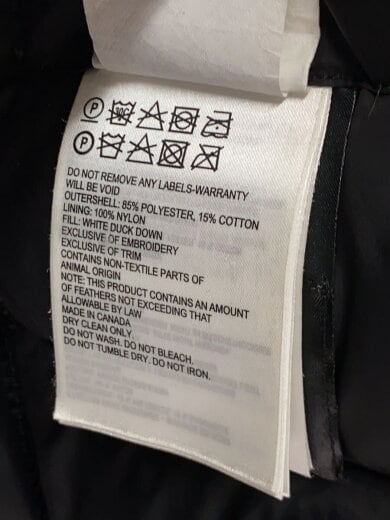 P 30C
P
DO NOT REMOVE ANY LABELS-WARRANTY
WILL BE VOID
OUTERSHELL: 85% POLYESTER, 15% COTTON
LINING: 100% NYLON
FILL: WHITE DUCK DOWN
EXCLUSIVE OF EMBROIDERY
EXCLUSIVE OF TRIM
CONTAINS NON-TEXTILE PARTS OF
ANIMAL ORIGIN
NOTE: THIS PRODUCT CONTAINS AN AMOUNT
OF FEATHERS NOT EXCEEDING THAT
ALLOWABLE BY LAW
MADE IN CANADA
DRY CLEAN ONLY
DO NOT WASH. DO NOT BLEACH.
DO NOT TUMBLE DRY. DO NOT IRON.